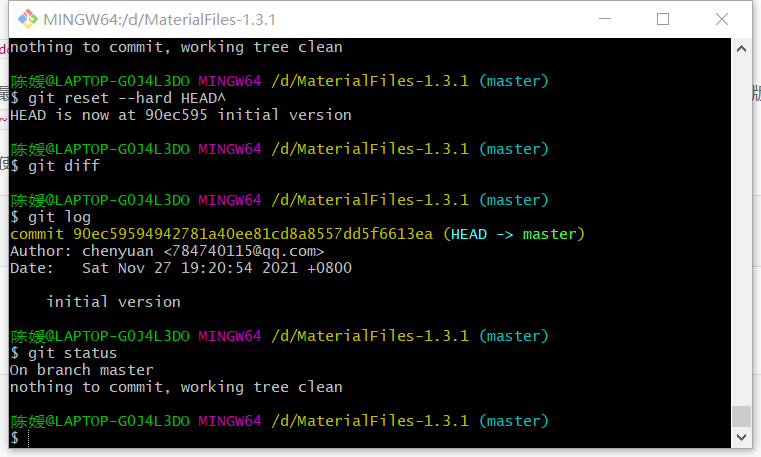 MINGW64:/d/MaterialFiles-1.3.1
nothing to commit, working tree clean
陈媛@LAPTOP-G0J4L3DO MINGW64 /d/MaterialFiles-1.3.1 (master)
$ git reset --hard HEAD^
HEAD is now at 90ec595 initial version
陈媛@LAPTOP-G0J4L3DO MINGW64 /d/MaterialFiles-1.3.1 (master)
$ git diff
陈媛@LAPTOP-G0J4L3DO MINGW64 /d/MaterialFiles-1.3.1 (master)
$ git log
commit 90ec59594942781a40ee81cd8a8557dd5f6613ea (HEAD -> master)
Author: chenyuan <784740115@qq.com>
Date:   Sat Nov 27 19:20:54 2021 +0800
    initial version
陈媛@LAPTOP-G0J4L3DO MINGW64 /d/MaterialFiles-1.3.1 (master)
$ git status
On branch master
nothing to commit, working tree clean
陈媛@LAPTOP-G0J4L3DO MINGW64 /d/MaterialFiles-1.3.1 (master)
$